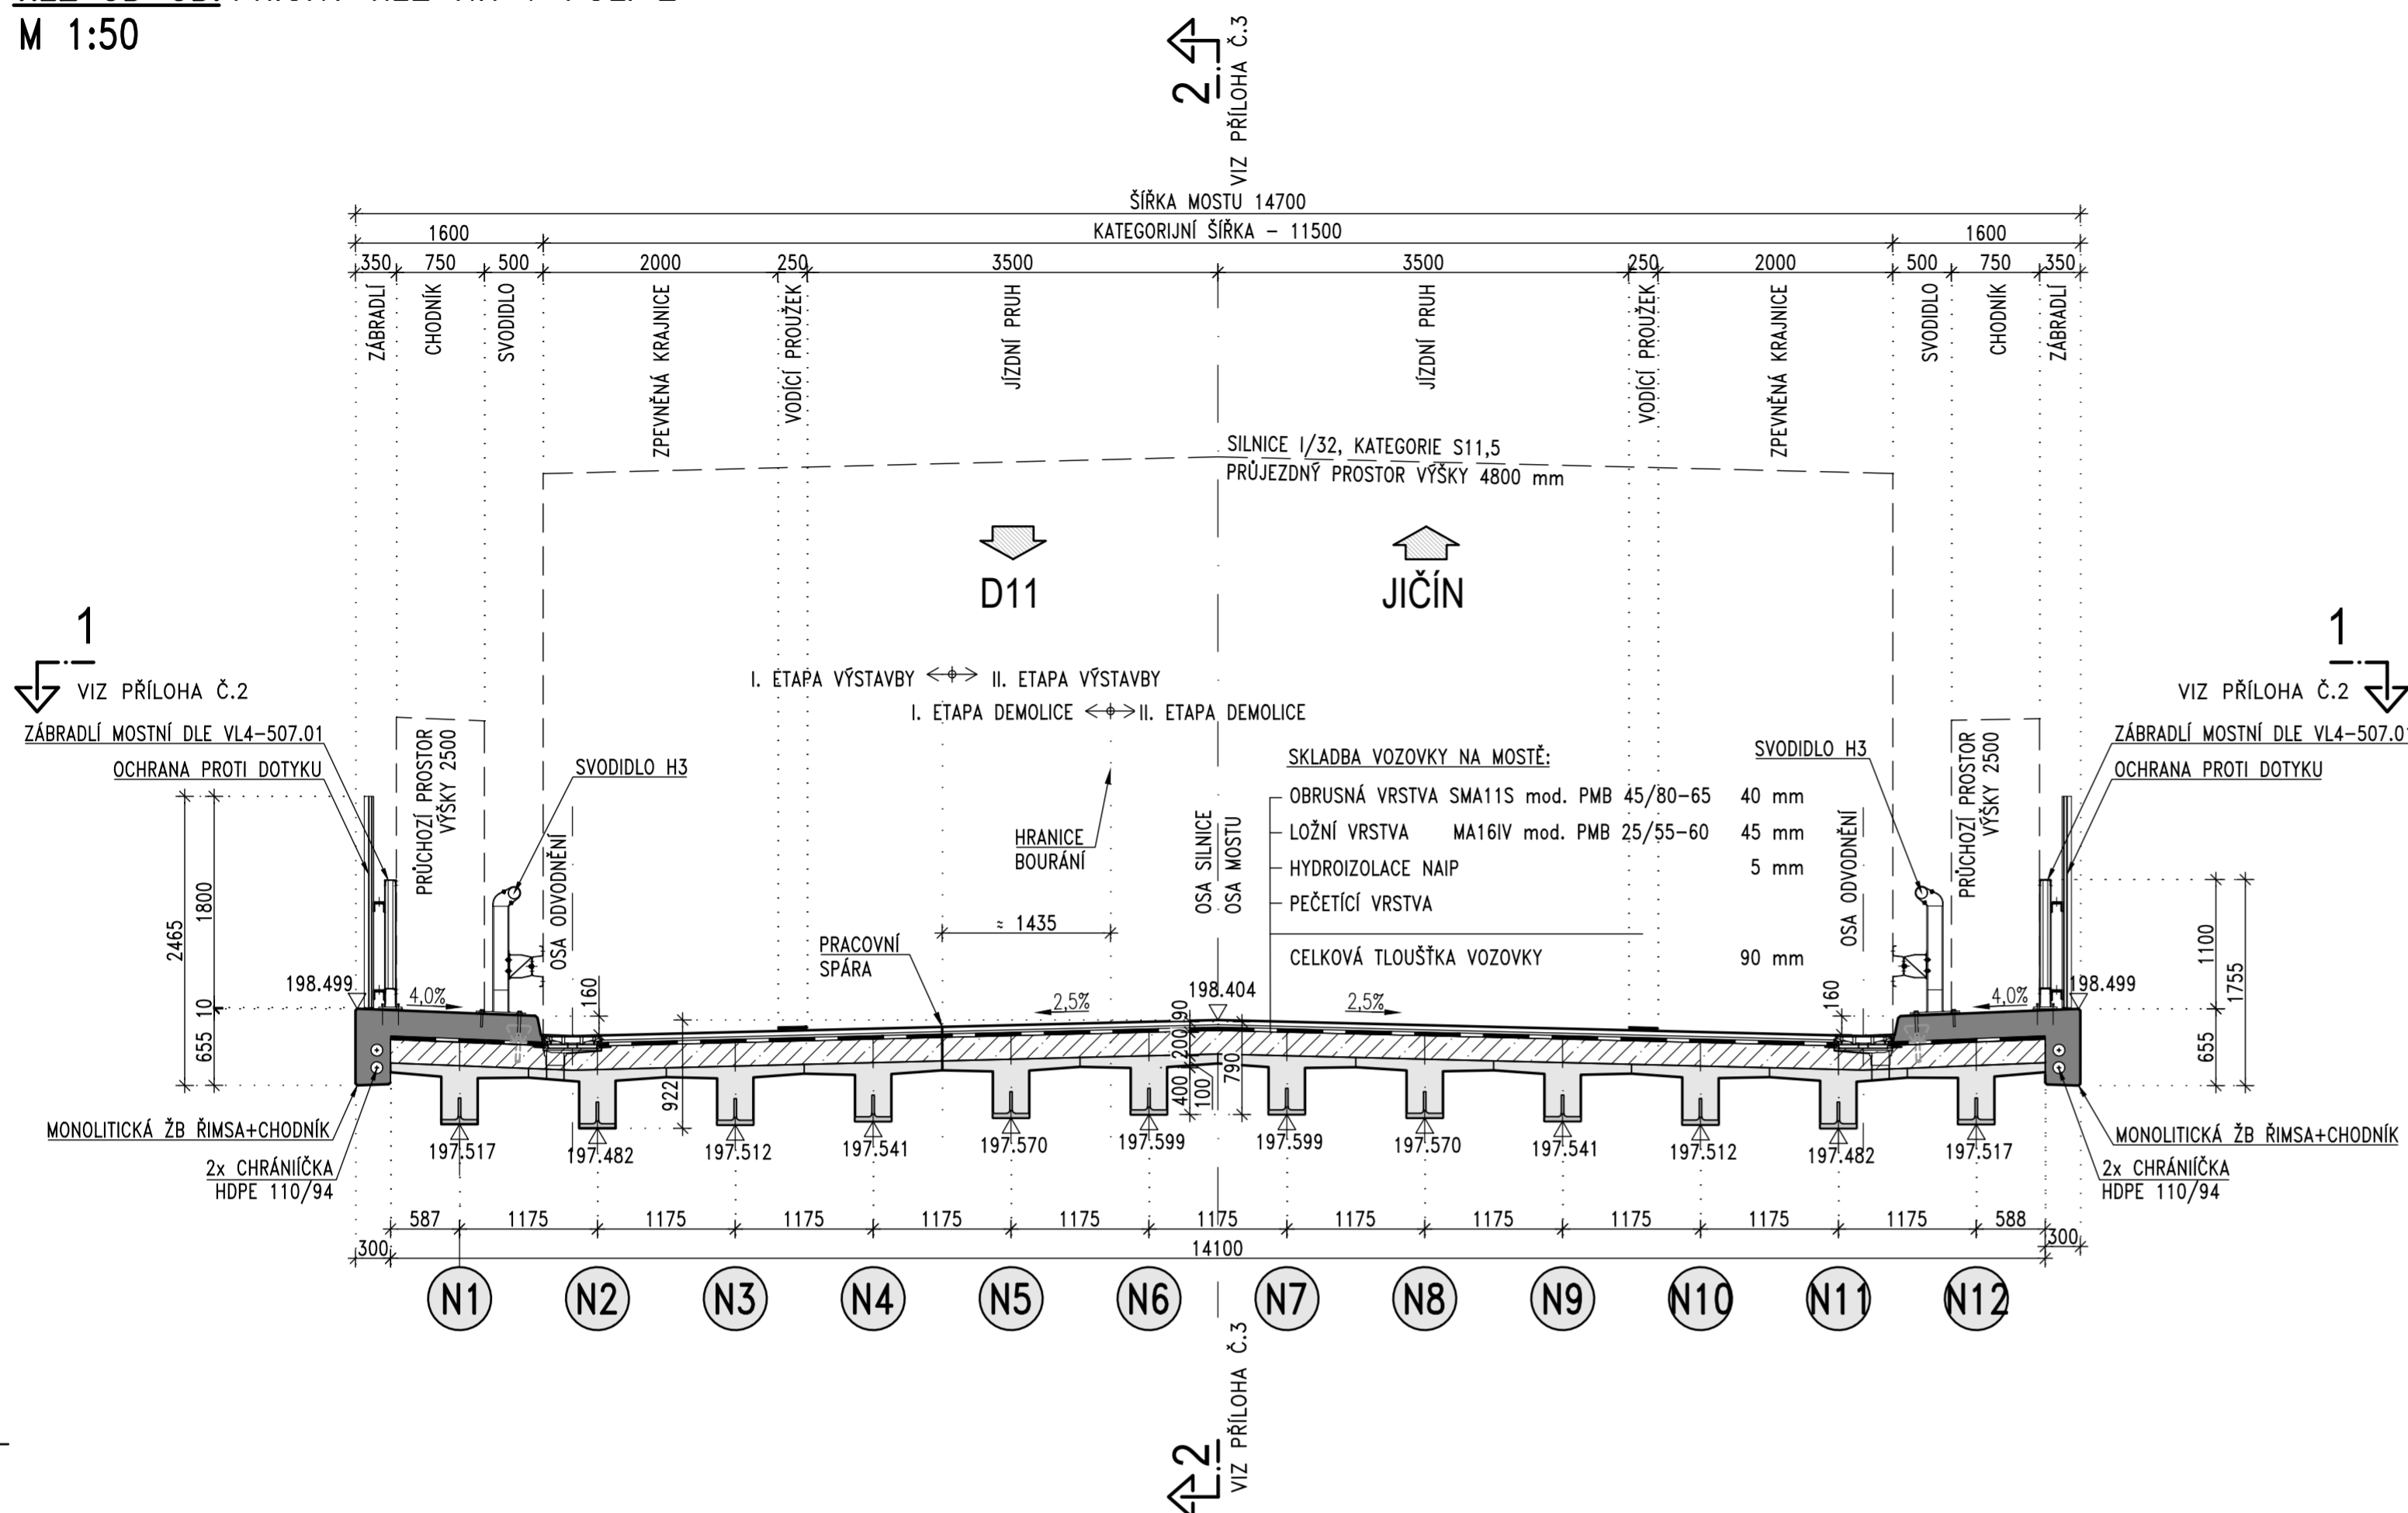 M 1:50
2
VIZ PŘÍLOHA Č.3
ŠÍŘKA MOSTU 14700
1600
KATEGORIJNÍ ŠÍŘKA - 11500
1600
350
750
500
2000
250
3500
3500
250
2000
500
750
350
ZÁBRADLÍ
CHODNÍK
SVODIDLO
ZPEVNĚNÁ KRAJNICE
VODÍCÍ PROUŽEK
JÍZDNÍ PRUH
JÍZDNÍ PRUH
VODÍCÍ PROUŽEK
ZPEVNĚNÁ KRAJNICE
SVODIDLO
CHODNÍK
ZÁBRADLÍ
SILNICE I/32, KATEGORIE S11,5
PRŮJEZDNÝ PROSTOR VÝŠKY 4800 mm
D11
JIČÍN
1
VIZ PŘÍLOHA Č.2
1
VIZ PŘÍLOHA Č.2
I. ETAPA VÝSTAVBY
II. ETAPA VÝSTAVBY
I. ETAPA DEMOLICE
II. ETAPA DEMOLICE
ZÁBRADLÍ MOSTNÍ DLE VL4-507.01
OCHRANA PROTI DOTYKU
PRŮCHOZÍ PROSTOR
VÝŠKY 2500
SVODIDLO H3
OSA ODVODNĚNÍ
HRANICE
BOURÁNÍ
≈ 1435
PRACOVNÍ
SPÁRA
OSA SILNICE
OSA MOSTU
SKLADBA VOZOVKY NA MOSTĚ:
OBRUSNÁ VRSTVA SMA11S mod. PMB 45/80-65 40 mm
LOŽNÍ VRSTVA MA16IV mod. PMB 25/55-60 45 mm
HYDROIZOLACE NAIP 5 mm
PEČETÍCÍ VRSTVA
CELKOVÁ TLOUŠŤKA VOZOVKY 90 mm
SVODIDLO H3
OSA ODVODNĚNÍ
PRŮCHOZÍ PROSTOR
VÝŠKY 2500
ZÁBRADLÍ MOSTNÍ DLE VL4-507.01
OCHRANA PROTI DOTYKU
2465
1800
10
655
198.499
4,0%
160
922
2,5%
198.404
2,5%
90
200
400
100
790
160
4,0%
198.499
1100
1755
655
MONOLITICKÁ ŽB ŘIMSA+CHODNÍK
2x CHRÁNIÍČKA
HDPE 110/94
MONOLITICKÁ ŽB ŘIMSA+CHODNÍK
2x CHRÁNIÍČKA
HDPE 110/94
197.517
197.482
197.512
197.541
197.570
197.599
197.599
197.570
197.541
197.512
197.482
197.517
587
1175
1175
1175
1175
1175
1175
1175
1175
1175
1175
1175
588
300
14100
300
N1
N2
N3
N4
N5
N6
N7
N8
N9
N10
N11
N12
2
VIZ PŘÍLOHA Č.3